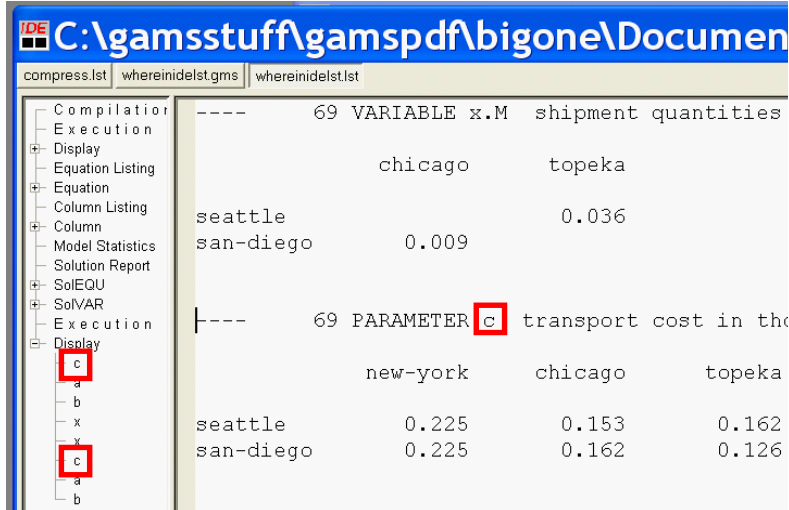 IDE C:\gamsstuff\gamspdf\bigone\Documen
compress.lst whereinidelst.gms whereinidelst.lst
Compilation
Execution
Display
Equation Listing
Equation
Column Listing
Column
Model Statistics
Solution Report
SolEQU
SolVAR
Execution
Display
c
a
b
x
x
c
a
b
---- 69 VARIABLE x.M shipment quantities
chicago topeka
seattle 0.036
san-diego 0.009
---- 69 PARAMETER c transport cost in tho
new-york chicago topeka
seattle 0.225 0.153 0.162
san-diego 0.225 0.162 0.126